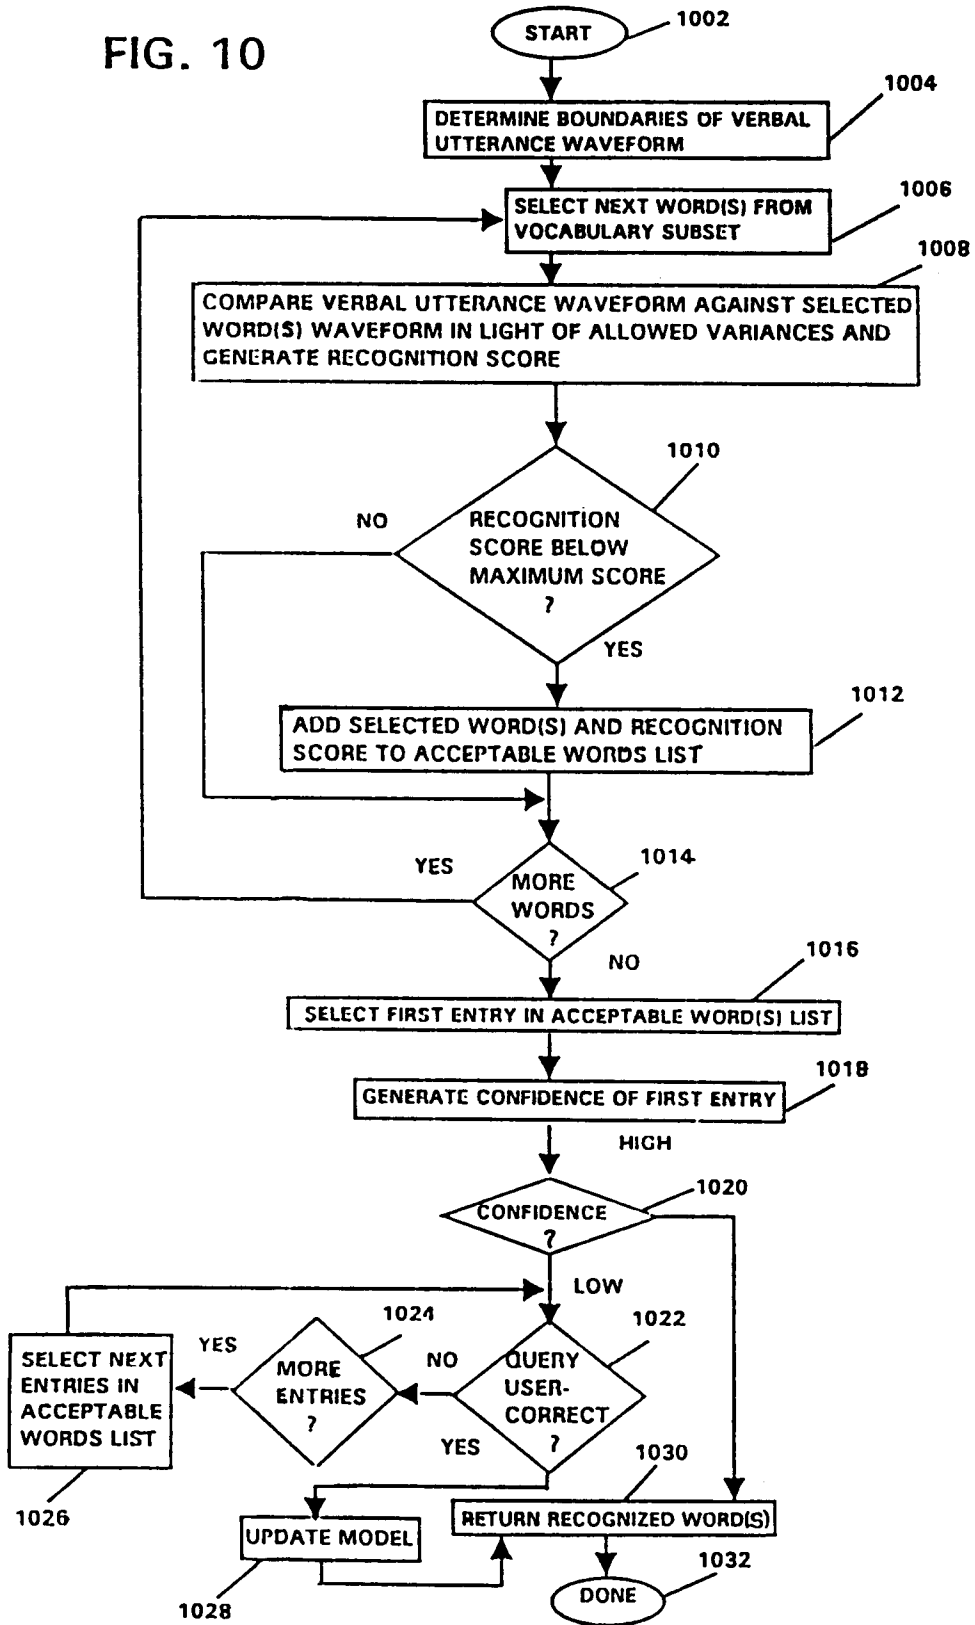 FIG. 10
START
1002
1004
DETERMINE BOUNDARIES OF VERBAL
UTTERANCE WAVEFORM
1006
SELECT NEXT WORD(S) FROM
VOCABULARY SUBSET
1008
COMPARE VERBAL UTTERANCE WAVEFORM AGAINST SELECTED
WORD(S) WAVEFORM IN LIGHT OF ALLOWED VARIANCES AND
GENERATE RECOGNITION SCORE
1010
NO
RECOGNITION
SCORE BELOW
MAXIMUM SCORE
?
YES
1012
ADD SELECTED WORD(S) AND RECOGNITION
SCORE TO ACCEPTABLE WORDS LIST
1014
YES
MORE
WORDS
?
NO
1016
SELECT FIRST ENTRY IN ACCEPTABLE WORD(S) LIST
1018
GENERATE CONFIDENCE OF FIRST ENTRY
HIGH
1020
CONFIDENCE
?
LOW
1024
1022
YES
SELECT NEXT
ENTRIES IN
ACCEPTABLE
WORDS LIST
MORE
ENTRIES
?
NO
QUERY
USER-
CORRECT
?
YES
1030
1026
UPDATE MODEL
RETURN RECOGNIZED WORD(S)
1028
DONE
1032